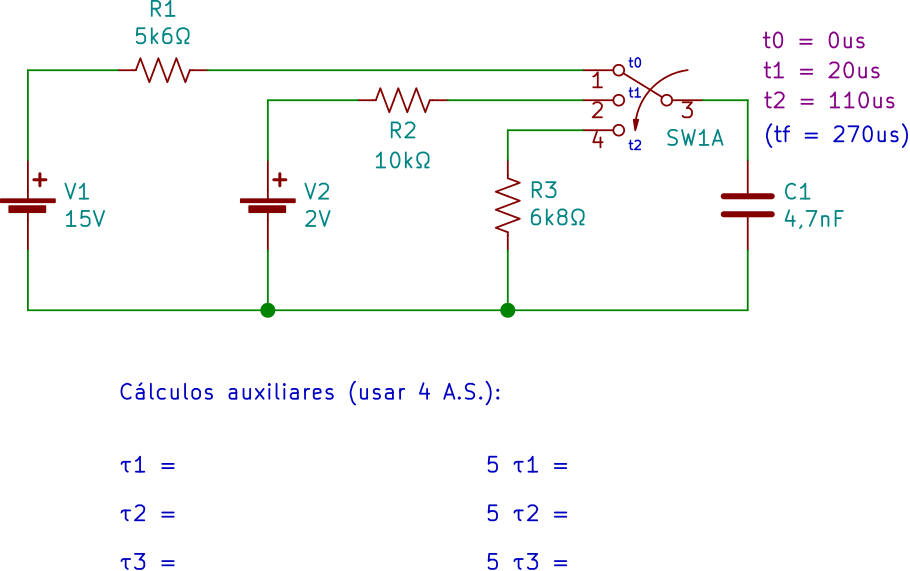 R1
5k6Ω
t0
1
t1
2
3
t2
4
SW1A
t0 = 0us
t1 = 20us
t2 = 110us
(tf = 270us)
R2
10kΩ
+
V1
15V
+
V2
2V
R3
6k8Ω
C1
4,7nF
Cálculos auxiliares (usar 4 A.S.):
τ1 = 5 τ1 =
τ2 = 5 τ2 =
τ3 = 5 τ3 =